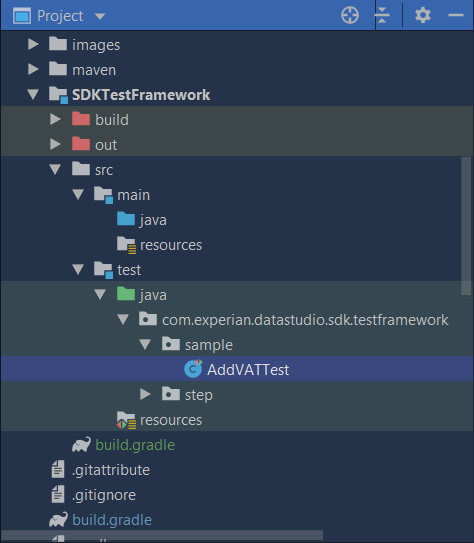 Project
images
maven
SDKTestFramework
build
out
src
main
java
resources
test
java
com.experian.datastudio.sdk.testframework
sample
AddVATTest
step
resources
build.gradle
.gitattribute
.gitignore
build.gradle